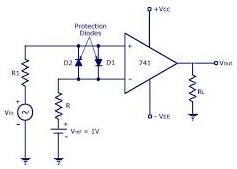 +Vcc
Protection
Diodes
R1
D2
D1
+
741
−
Vout
RL
+
Vin
−
R
+
−
Vref = 1V
- VEE